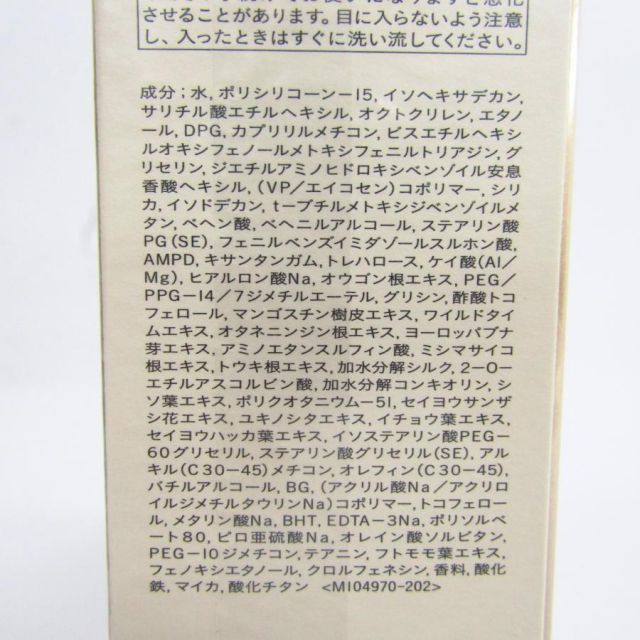 させることがあります。目に入らないよう注意
し、入ったときはすぐに洗い流してください。
成分；水，ポリシリコーン−15，イソヘキサデカン，
サリチル酸エチルヘキシル，オクトクリレン，エタノ
ール，DPG，カプリリルメチコン，ビスエチルヘキシ
ルオキシフェノールメトキシフェニルトリアジン，グ
リセリン，ジエチルアミノヒドロキシベンゾイル安息
香酸ヘキシル，（VP／エイコセン）コポリマー，シリ
カ，イソドデカン，t−ブチルメトキシジベンゾイルメ
タン，ベヘン酸，ベヘニルアルコール，ステアリン酸
PG（SE），フェニルベンズイミダゾールスルホン酸，
AMPD，キサンタンガム，トレハロース，ケイ酸（Al／
Mg），ヒアルロン酸Na，オウゴン根エキス，PEG／
PPG−14／7ジメチルエーテル，グリシン，酢酸トコ
フェロール，マンゴスチン樹皮エキス，ワイルドタイ
ムエキス，オタネニンジン根エキス，ヨーロッパブナ
芽エキス，アミノエタンスルフィン酸，ミシマサイコ
根エキス，トウキ根エキス，加水分解シルク，2−O−
エチルアスコルビン酸，加水分解コンキオリン，シ
ソ葉エキス，ポリクオタニウム−51，セイヨウサンザ
シ花エキス，ユキノシタエキス，イチョウ葉エキス，
セイヨウハッカ葉エキス，イソステアリン酸PEG−
60グリセリル，ステアリン酸グリセリル（SE），アル
キル（C30−45）メチコン，オレフィン（C30−45），
バチルアルコール，BG，（アクリル酸Na／アクリロ
イルジメチルタウリンNa）コポリマー，トコフェロー
ル，メタリン酸Na，BHT，EDTA−3Na，ポリソルベ
ート80，ピロ亜硫酸Na，オレイン酸ソルビタン，
PEG−10ジメチコン，テアニン，フトモモ葉エキス，
フェノキシエタノール，クロルフェネシン，香料，酸化
鉄，マイカ，酸化チタン ＜MI04970-202＞